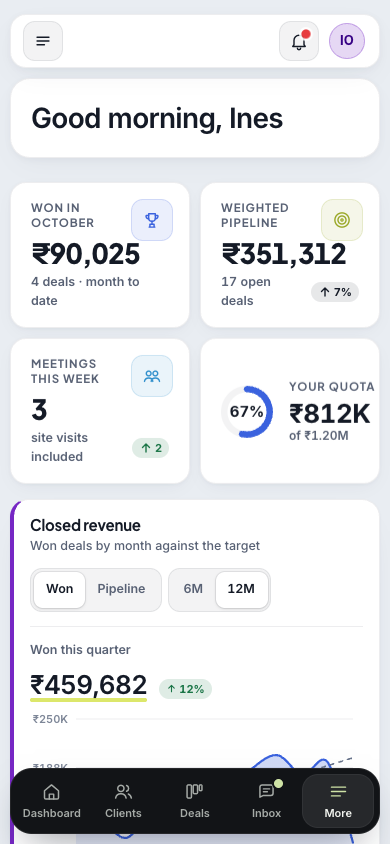 IO
Good morning, Ines
WON IN
OCTOBER
₹90,025
4 deals · month to
date
WEIGHTED
PIPELINE
₹351,312
17 open
deals
↑ 7%
MEETINGS
THIS WEEK
3
site visits
included
↑ 2
67%
YOUR QUOTA
₹812K
of ₹1.20M
Closed revenue
Won deals by month against the target
Won Pipeline 6M 12M
Won this quarter
₹459,682 ↑ 12%
₹250K
₹188K
Dashboard Clients Deals Inbox More